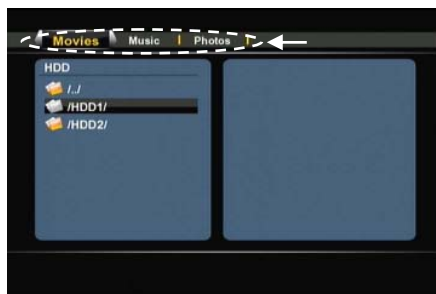 Movies Music Photos
HDD
/../
/HDD1/
/HDD2/